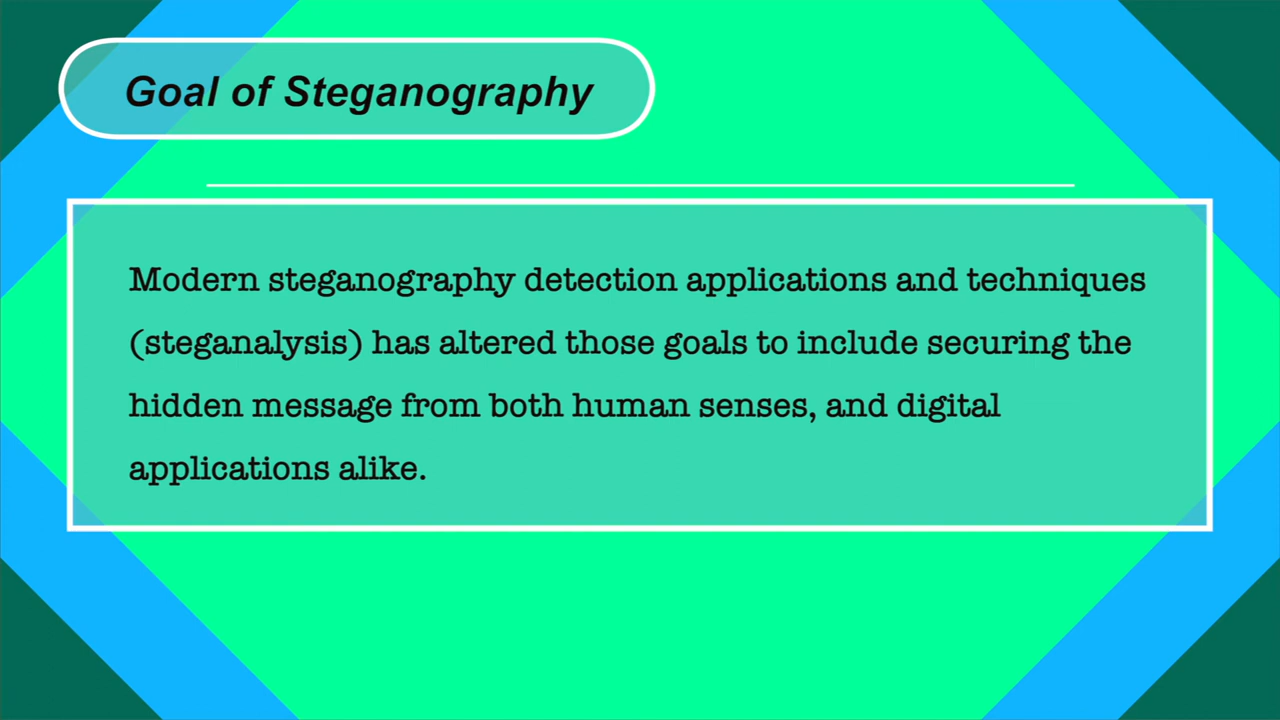 Goal of Steganography
Modern steganography detection applications and techniques
(steganalysis) has altered those goals to include securing the
hidden message from both human senses, and digital
applications alike.